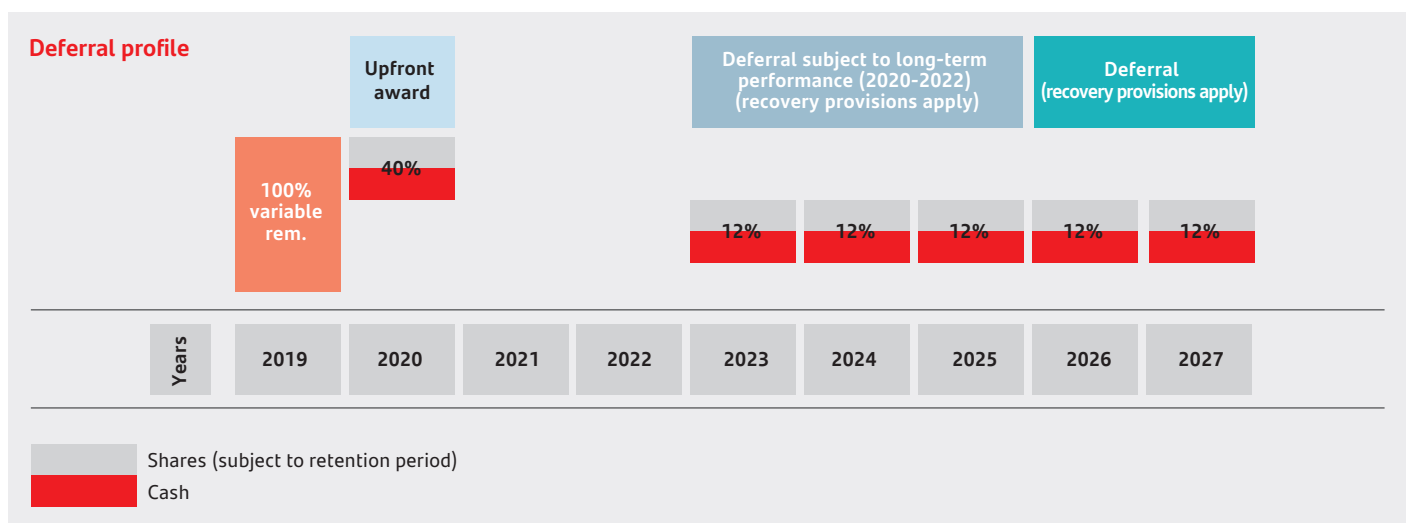 Deferral profile
Upfront
award
Deferral subject to long-term
performance (2020-2022)
(recovery provisions apply)
Deferral
(recovery provisions apply)
100%
variable
rem.
40%
12%
12%
12%
12%
12%
Years
2019
2020
2021
2022
2023
2024
2025
2026
2027
Shares (subject to retention period)
Cash